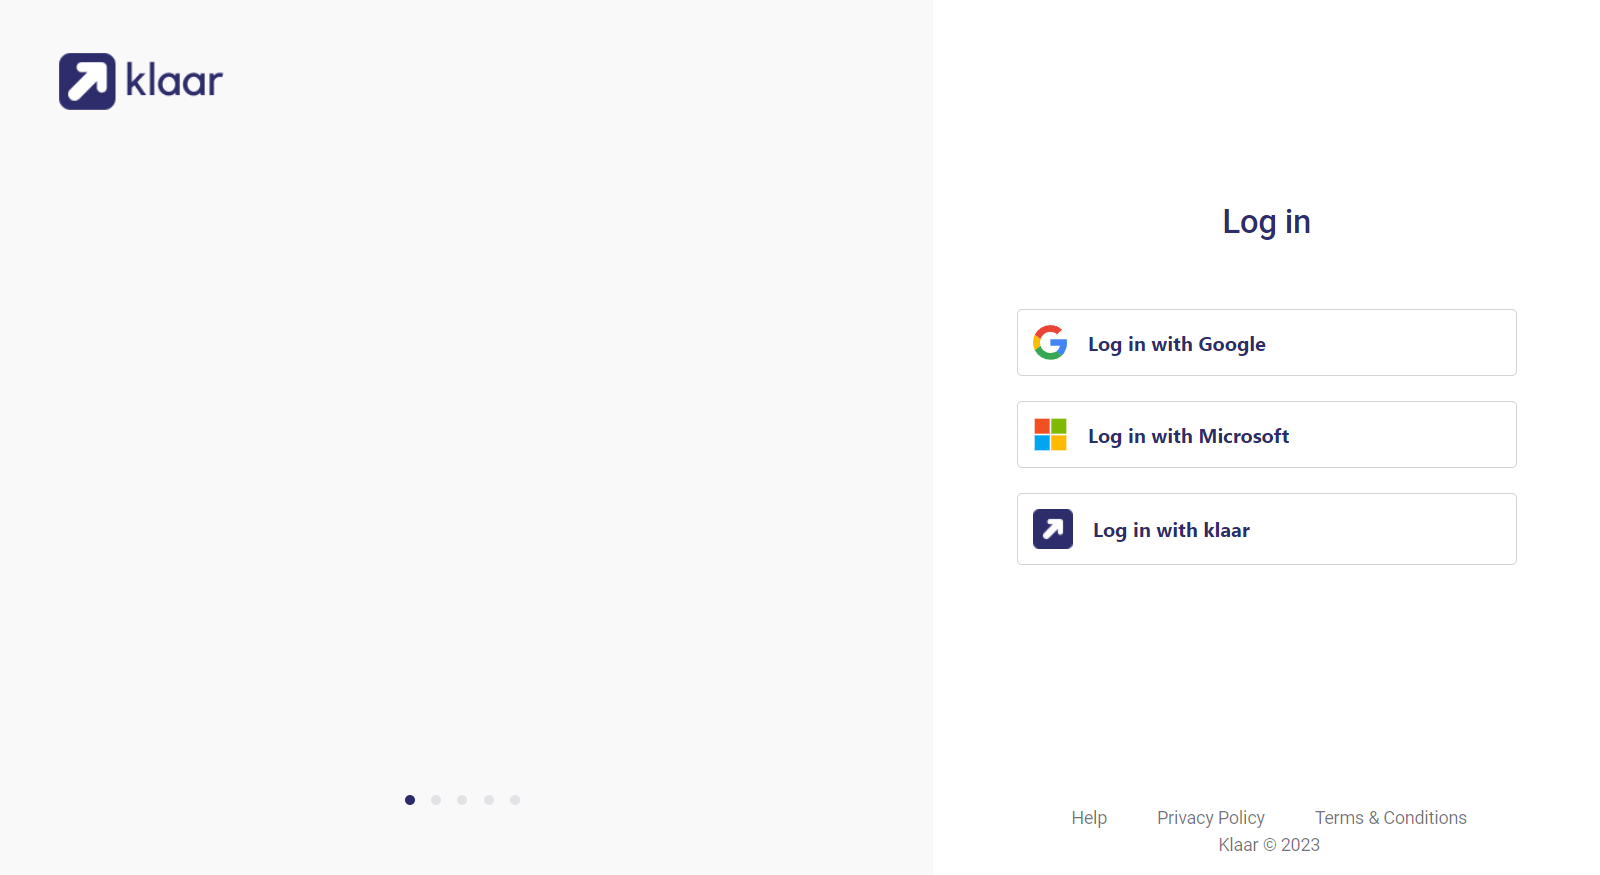 klaar
Log in
Log in with Google
Log in with Microsoft
Log in with klaar
Help Privacy Policy Terms & Conditions
Klaar © 2023